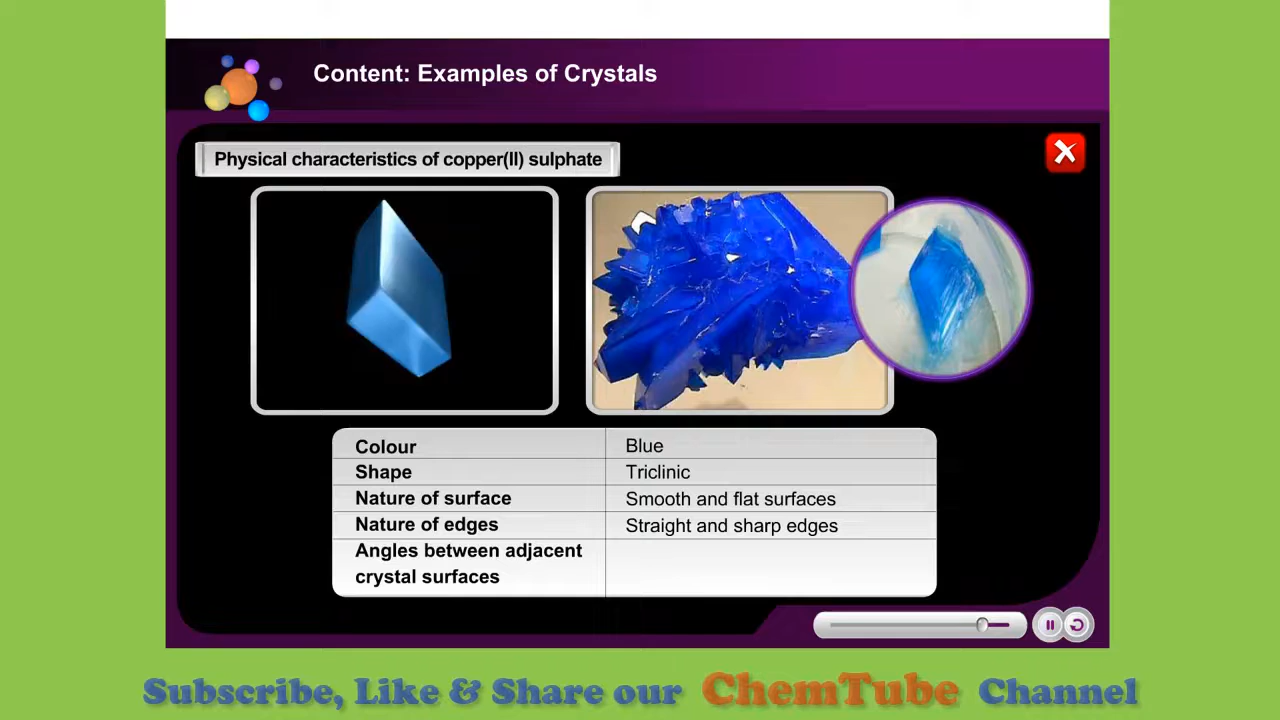 Content: Examples of Crystals
Physical characteristics of copper(II) sulphate
Colour Blue
Shape Triclinic
Nature of surface Smooth and flat surfaces
Nature of edges Straight and sharp edges
Angles between adjacent
crystal surfaces
Subscribe, Like & Share our ChemTube Channel